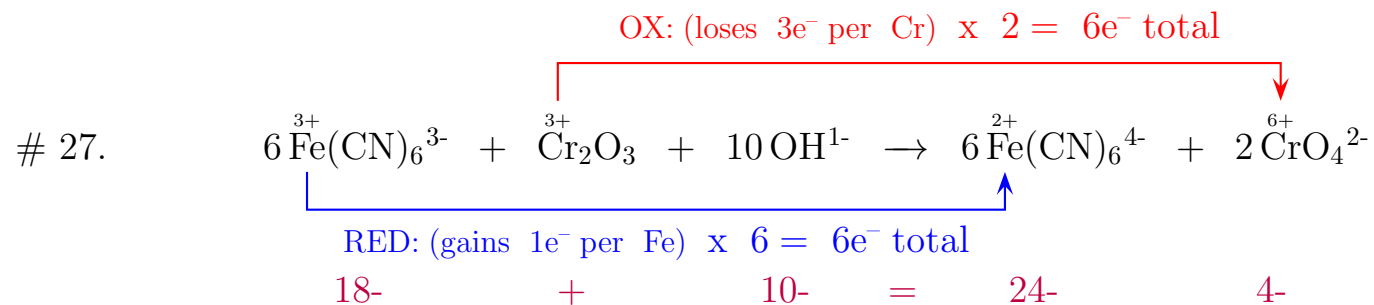 OX: (loses 3e⁻ per Cr) x 2 = 6e⁻ total
3+ 3+ 2+ 6+
# 27. 6 Fe(CN)₆³⁻ + Cr₂O₃ + 10 OH¹⁻ → 6 Fe(CN)₆⁴⁻ + 2 CrO₄²⁻
RED: (gains 1e⁻ per Fe) x 6 = 6e⁻ total
18- + 10- = 24- 4-